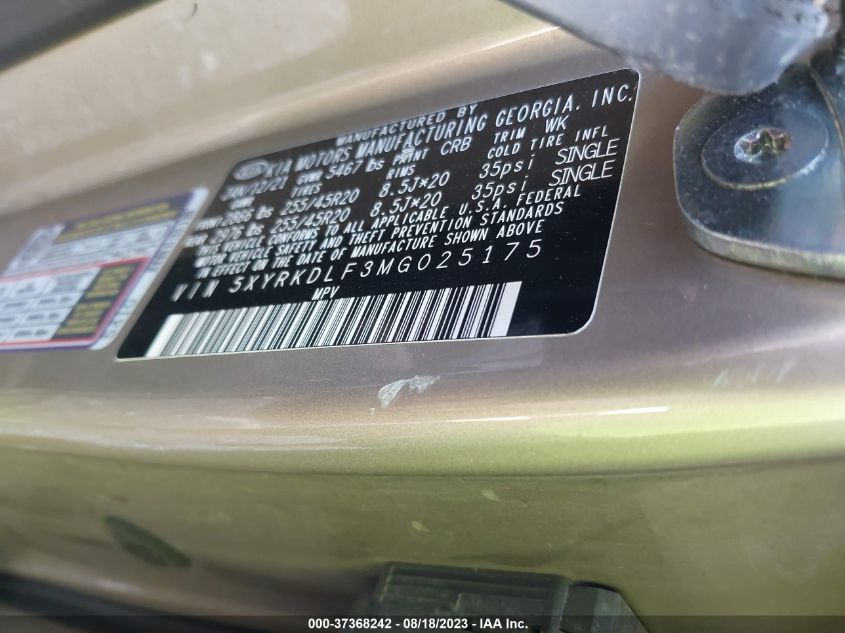 MANUFACTURED BY
KIA MOTORS MANUFACTURING GEORGIA, INC.
GVWR 5467 lbs PAINT CRB TRIM WK
TIRES RIMS COLD TIRE INFL
lbs 255/45R20 8.5J×20 35psi SINGLE
lbs 255/45R20 8.5J×20 35psi SINGLE
VEHICLE CONFORMS TO ALL APPLICABLE U.S.A. FEDERAL
MOTOR VEHICLE SAFETY AND THEFT PREVENTION STANDARDS
IN EFFECT ON THE DATE OF MANUFACTURE SHOWN ABOVE
VIN 5XYRKDLF3MG025175
MPV
000-37368242 - 08/18/2023 - IAA Inc.